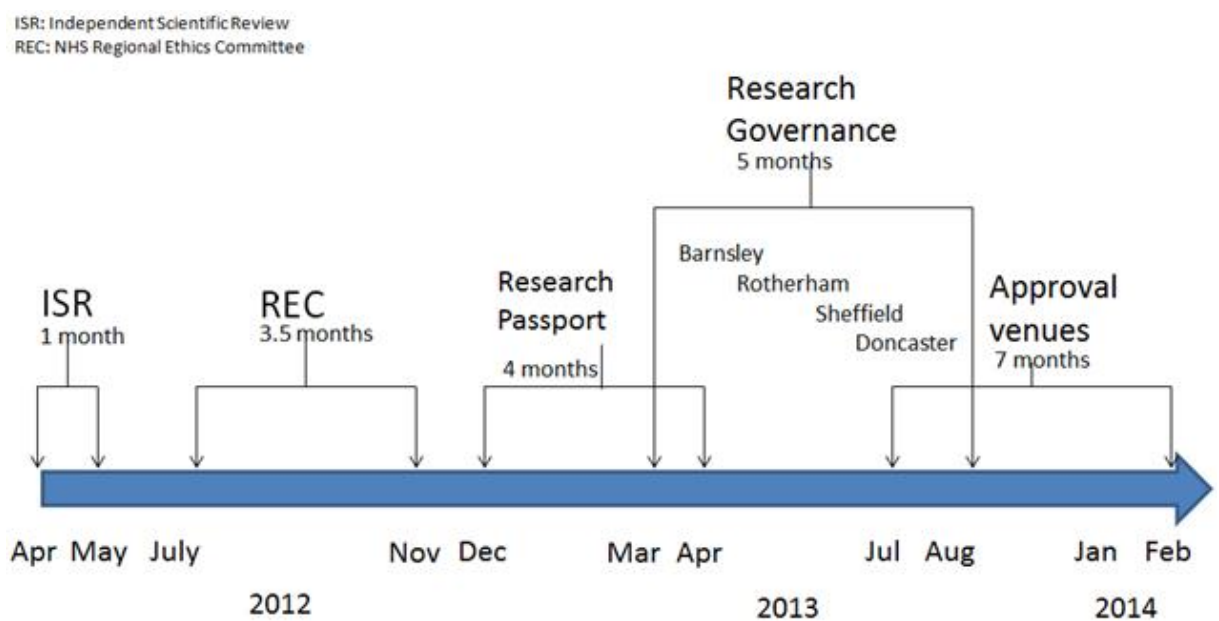 ISR: Independent Scientific Review
REC: NHS Regional Ethics Committee
Research
Governance
5 months
Barnsley
Rotherham
Sheffield
Doncaster
ISR
1 month
REC
3.5 months
Research
Passport
4 months
Approval
venues
7 months
Apr May July Nov Dec Mar Apr Jul Aug Jan Feb
2012 2013 2014